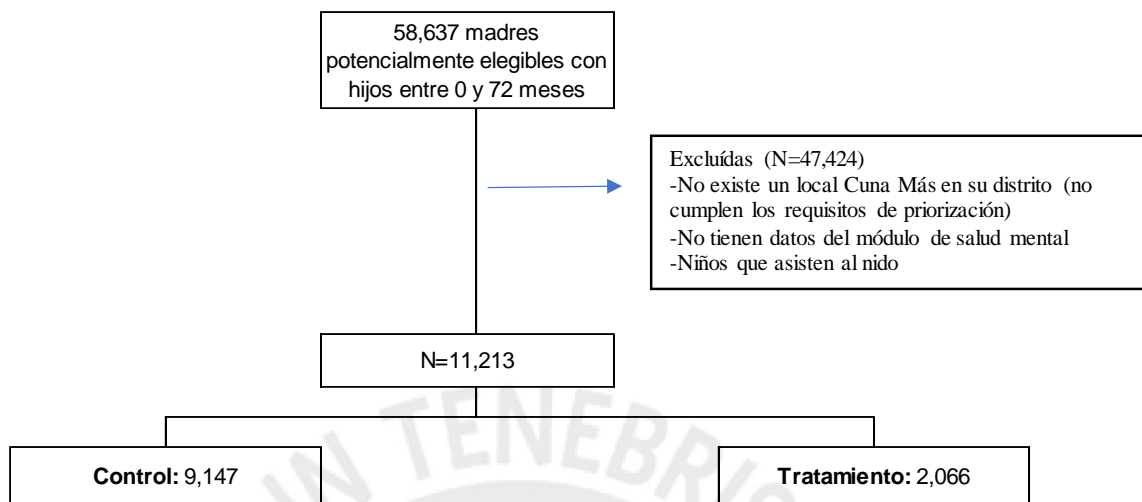 58,637 madres
potencialmente elegibles con
hijos entre 0 y 72 meses
Excluídas (N=47,424)
-No existe un local Cuna Más en su distrito (no
cumplen los requisitos de priorización)
-No tienen datos del módulo de salud mental
-Niños que asisten al nido
N=11,213
IN TENEBRIS
Control: 9,147
Tratamiento: 2,066